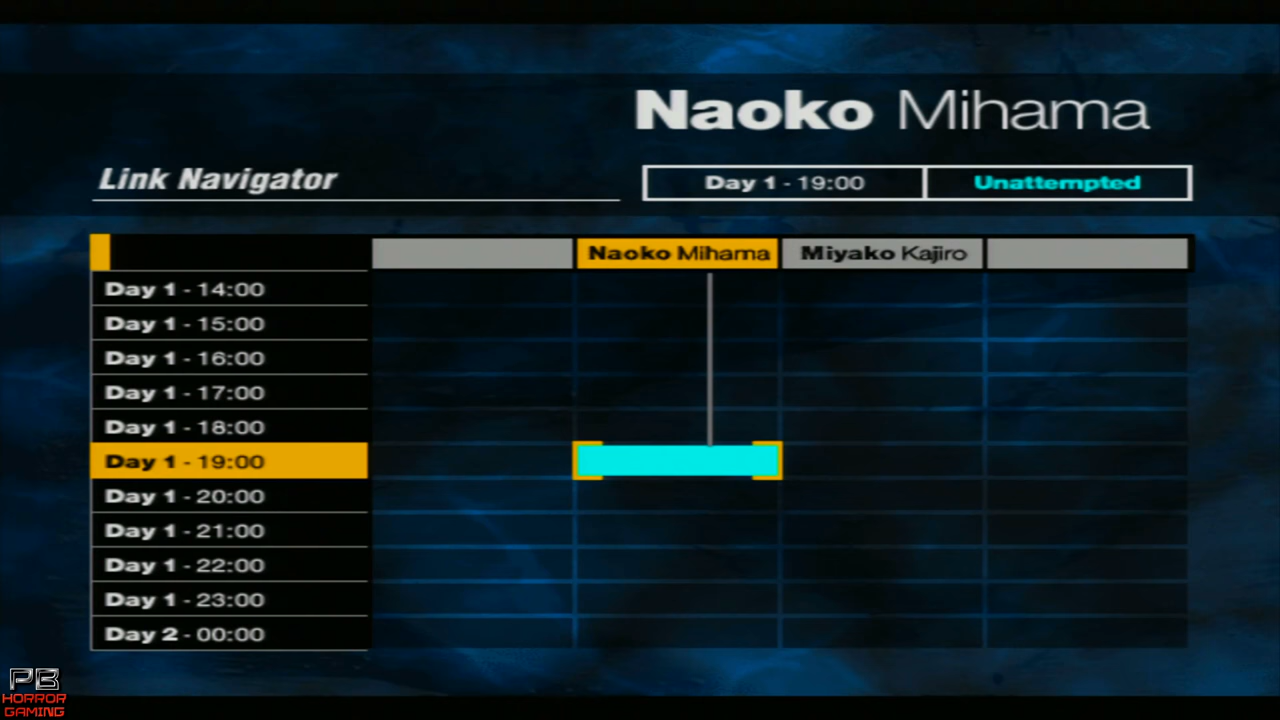 Naoko Mihama
Link Navigator
Day 1 - 19:00
Unattempted
Naoko Mihama
Miyako Kajiro
Day 1 - 14:00
Day 1 - 15:00
Day 1 - 16:00
Day 1 - 17:00
Day 1 - 18:00
Day 1 - 19:00
Day 1 - 20:00
Day 1 - 21:00
Day 1 - 22:00
Day 1 - 23:00
Day 2 - 00:00
PB
HORROR
GAMING